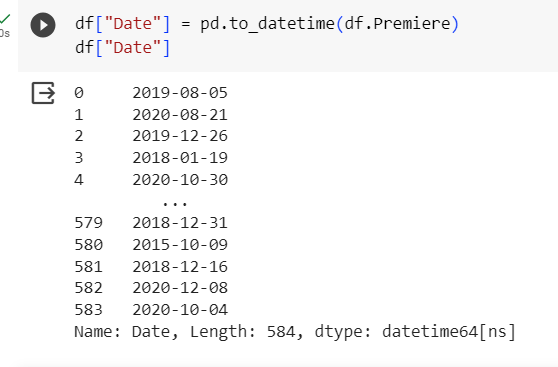 df["Date"] = pd.to_datetime(df.Premiere)
df["Date"]
0s
0 2019-08-05
1 2020-08-21
2 2019-12-26
3 2018-01-19
4 2020-10-30
...
579 2018-12-31
580 2015-10-09
581 2018-12-16
582 2020-12-08
583 2020-10-04
Name: Date, Length: 584, dtype: datetime64[ns]